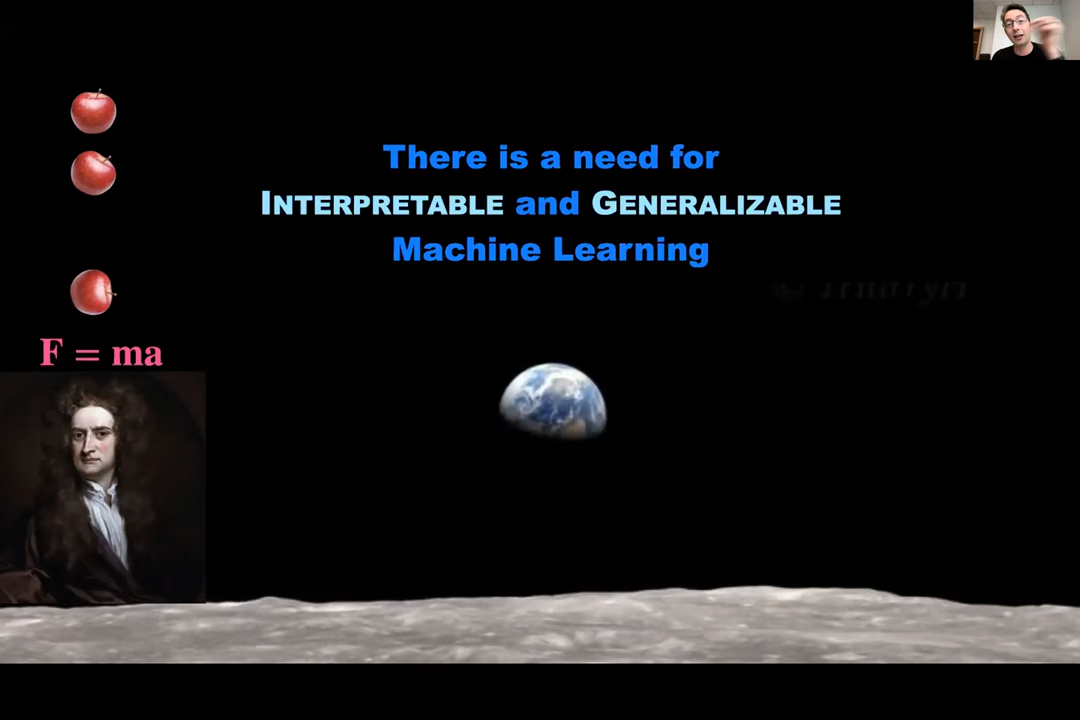 There is a need for
INTERPRETABLE and GENERALIZABLE
Machine Learning
F = ma